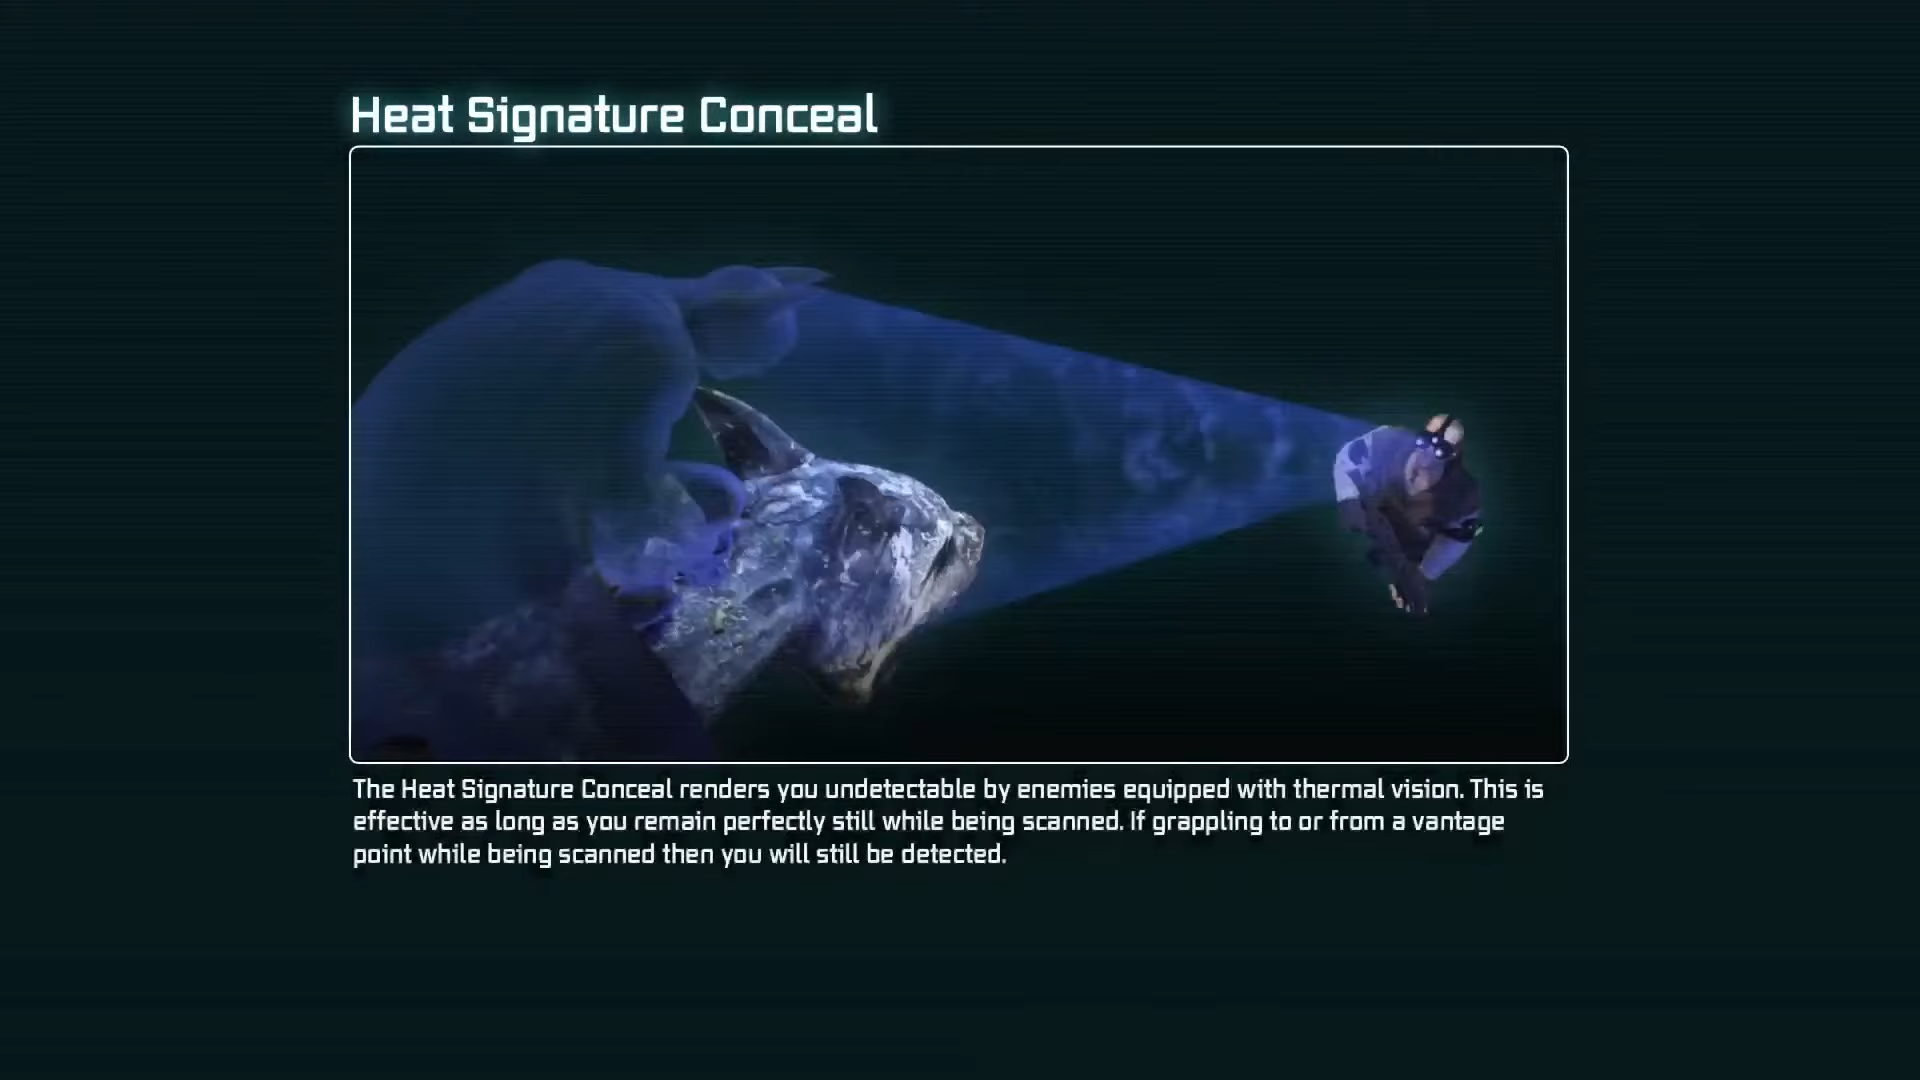 Heat Signature Conceal
The Heat Signature Conceal renders you undetectable by enemies equipped with thermal vision. This is
effective as long as you remain perfectly still while being scanned. If grappling to or from a vantage
point while being scanned then you will still be detected.